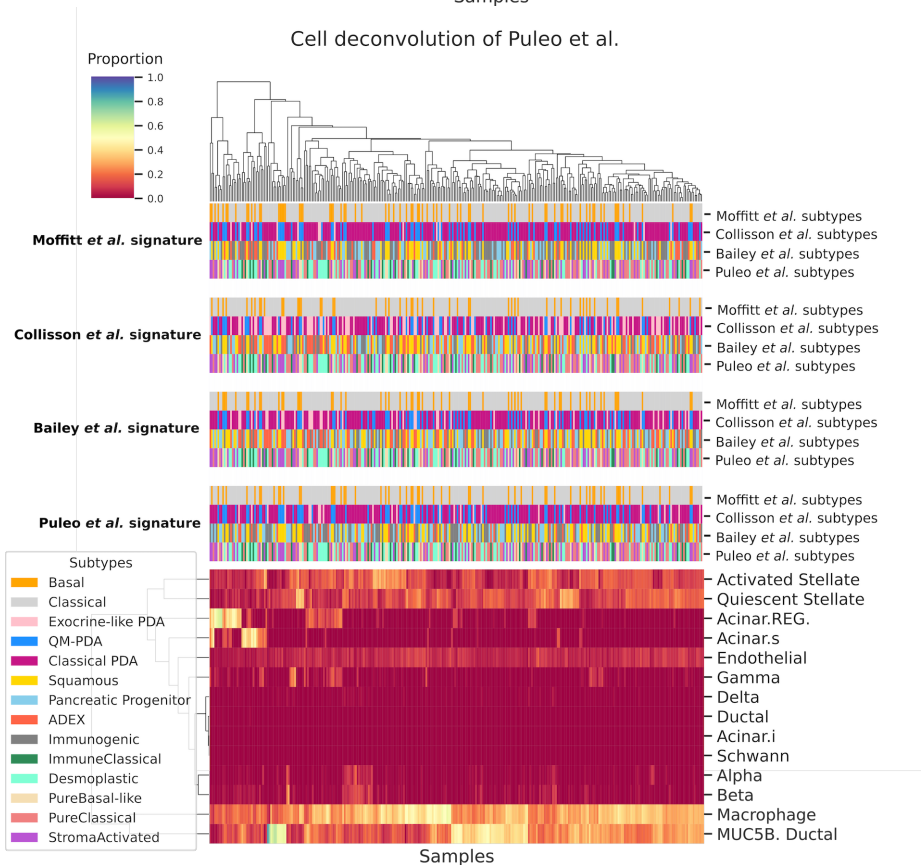 Samples
Cell deconvolution of Puleo et al.
Proportion
1.0
0.8
0.6
0.4
0.2
0.0
Moffitt et al. signature
Moffitt et al. subtypes
Collisson et al. subtypes
Bailey et al. subtypes
Puleo et al. subtypes
Collisson et al. signature
Moffitt et al. subtypes
Collisson et al. subtypes
Bailey et al. subtypes
Puleo et al. subtypes
Bailey et al. signature
Moffitt et al. subtypes
Collisson et al. subtypes
Bailey et al. subtypes
Puleo et al. subtypes
Puleo et al. signature
Moffitt et al. subtypes
Collisson et al. subtypes
Bailey et al. subtypes
Puleo et al. subtypes
Subtypes
Basal
Classical
Exocrine-like PDA
QM-PDA
Classical PDA
Squamous
Pancreatic Progenitor
ADEX
Immunogenic
ImmuneClassical
Desmoplastic
PureBasal-like
PureClassical
StromaActivated
Activated Stellate
Quiescent Stellate
Acinar.REG.
Acinar.s
Endothelial
Gamma
Delta
Ductal
Acinar.i
Schwann
Alpha
Beta
Macrophage
MUC5B. Ductal
Samples